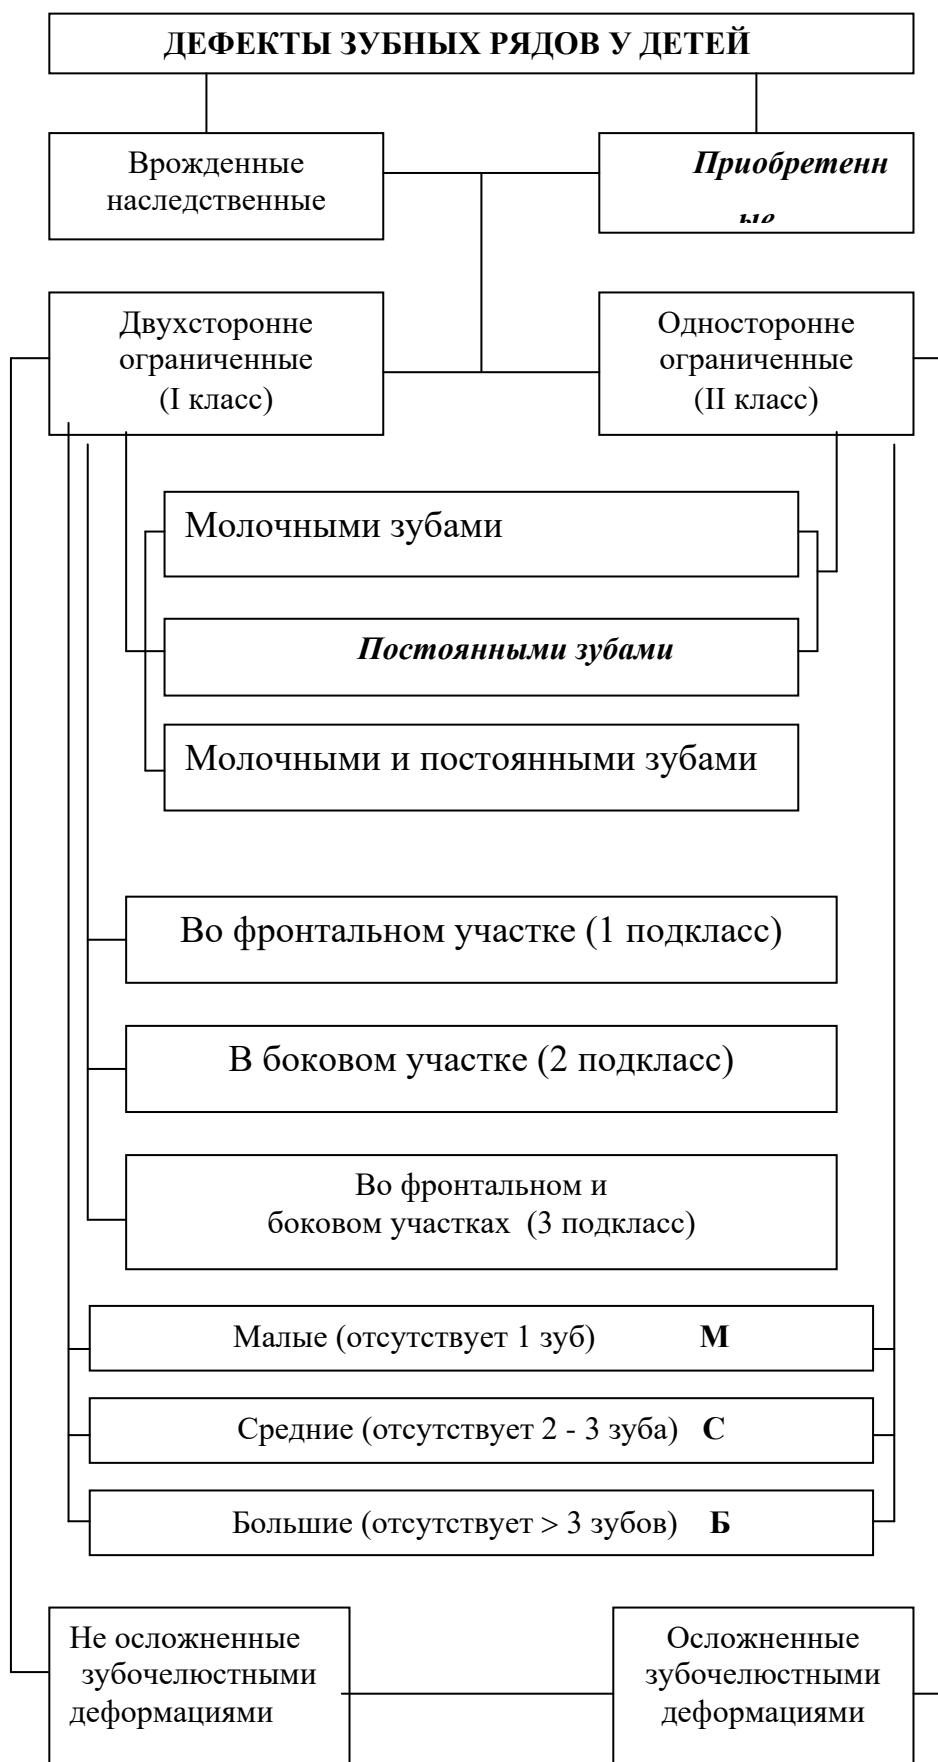 ДЕФЕКТЫ ЗУБНЫХ РЯДОВ У ДЕТЕЙ
Врожденные
наследственные
Приобретенн
ые
Двухсторонне
ограниченные
(I класс)
Односторонне
ограниченные
(II класс)
Молочными зубами
Постоянными зубами
Молочными и постоянными зубами
Во фронтальном участке (1 подкласс)
В боковом участке (2 подкласс)
Во фронтальном и
боковом участках (3 подкласс)
Малые (отсутствует 1 зуб) М
Средние (отсутствует 2 - 3 зуба) С
Большие (отсутствует > 3 зубов) Б
Не осложненные
зубочелюстными
деформациями
Осложненные
зубочелюстными
деформациями